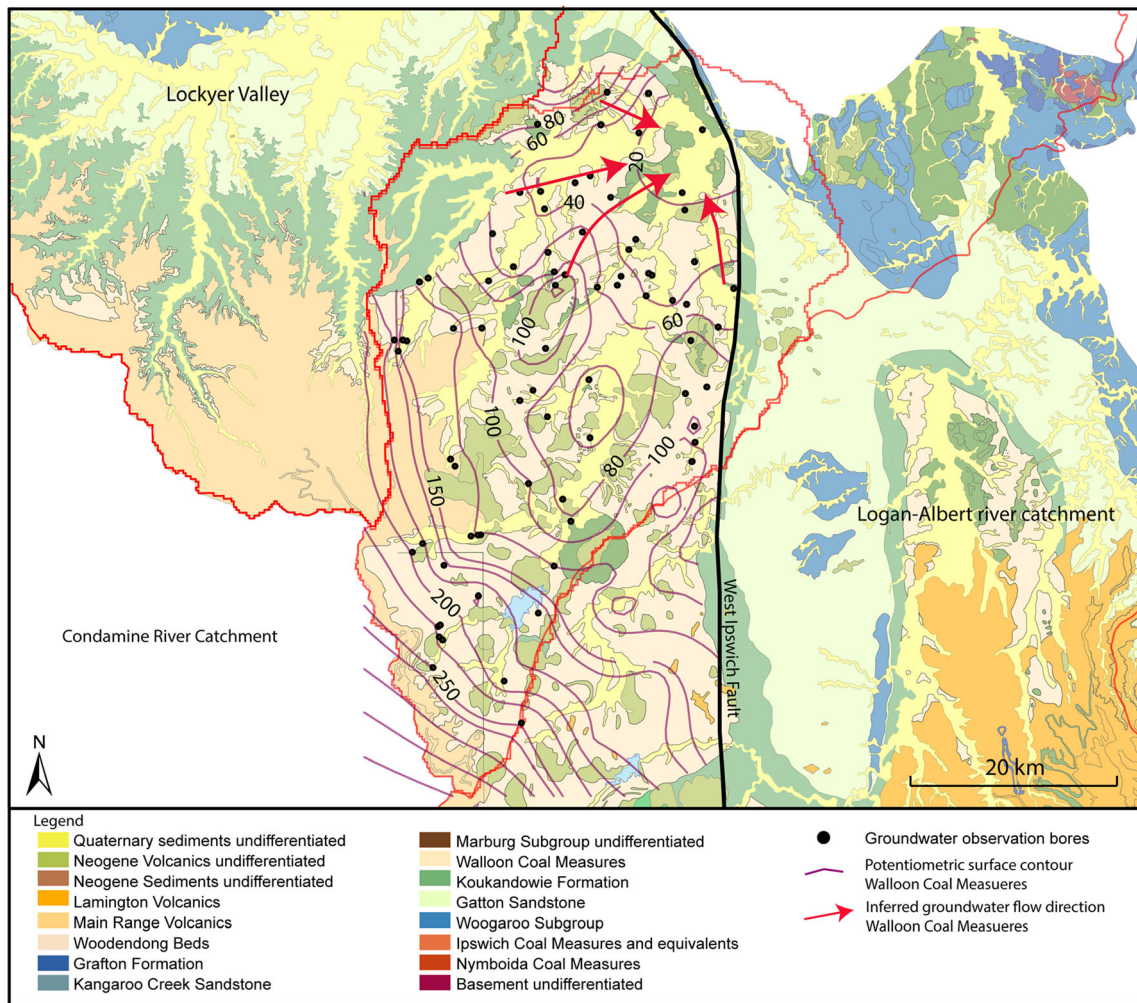 Lockyer Valley
80
60
20
40
100
60
100
80
100
150
Logan-Albert river catchment
200
West Ipswich Fault
Condamine River Catchment
250
N
20 km
Legend
Quaternary sediments undifferentiated
Neogene Volcanics undifferentiated
Neogene Sediments undifferentiated
Lamington Volcanics
Main Range Volcanics
Woodendong Beds
Grafton Formation
Kangaroo Creek Sandstone
Marburg Subgroup undifferentiated
Walloon Coal Measures
Koukandowie Formation
Gatton Sandstone
Woogaroo Subgroup
Ipswich Coal Measures and equivalents
Nymboida Coal Measures
Basement undifferentiated
Groundwater observation bores
Potentiometric surface contour
Walloon Coal Measueres
Inferred groundwater flow direction
Walloon Coal Measueres